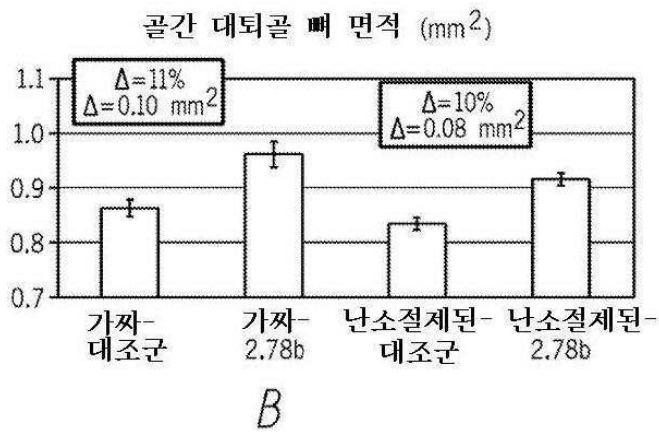 골간 대퇴골 뼈 면적 (mm²)
1.1
1.0
0.9
0.8
0.7
Δ=11%
Δ=0.10 mm²
Δ=10%
Δ=0.08 mm²
가짜-
대조군
가짜-
2.78b
난소절제된-
대조군
난소절제된-
2.78b
B